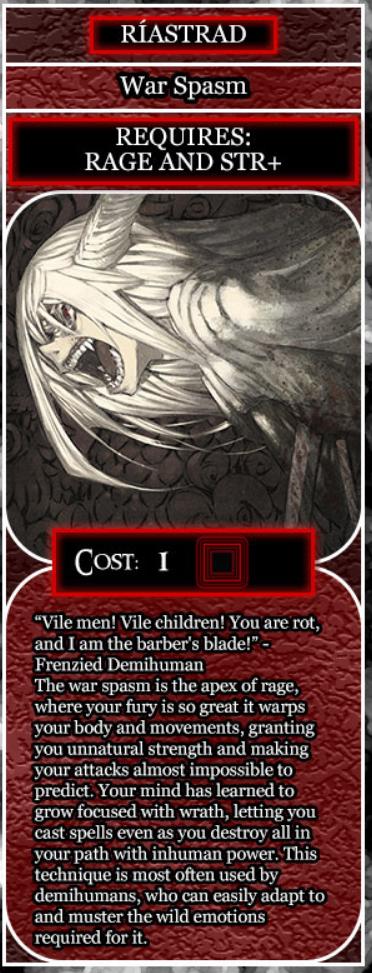 RÍASTRAD
War Spasm
REQUIRES:
RAGE AND STR+
COST: 1
“Vile men! Vile children! You are rot,
and I am the barber's blade!” -
Frenzied Demihuman
The war spasm is the apex of rage,
where your fury is so great it warps
your body and movements, granting
you unnatural strength and making
your attacks almost impossible to
predict. Your mind has learned to
grow focused with wrath, letting you
cast spells even as you destroy all in
your path with inhuman power. This
technique is most often used by
demihumans, who can easily adapt to
and muster the wild emotions
required for it.